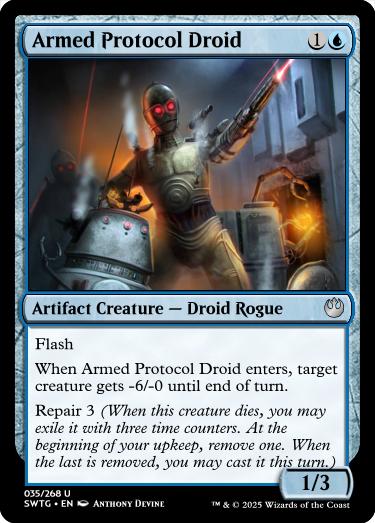 Armed Protocol Droid 1
Artifact Creature — Droid Rogue
Flash
When Armed Protocol Droid enters, target
creature gets -6/-0 until end of turn.
Repair 3 (When this creature dies, you may
exile it with three time counters. At the
beginning of your upkeep, remove one. When
the last is removed, you may cast it this turn.)
1/3
035/268 U
SWTG • EN Anthony Devine
™ & © 2025 Wizards of the Coast